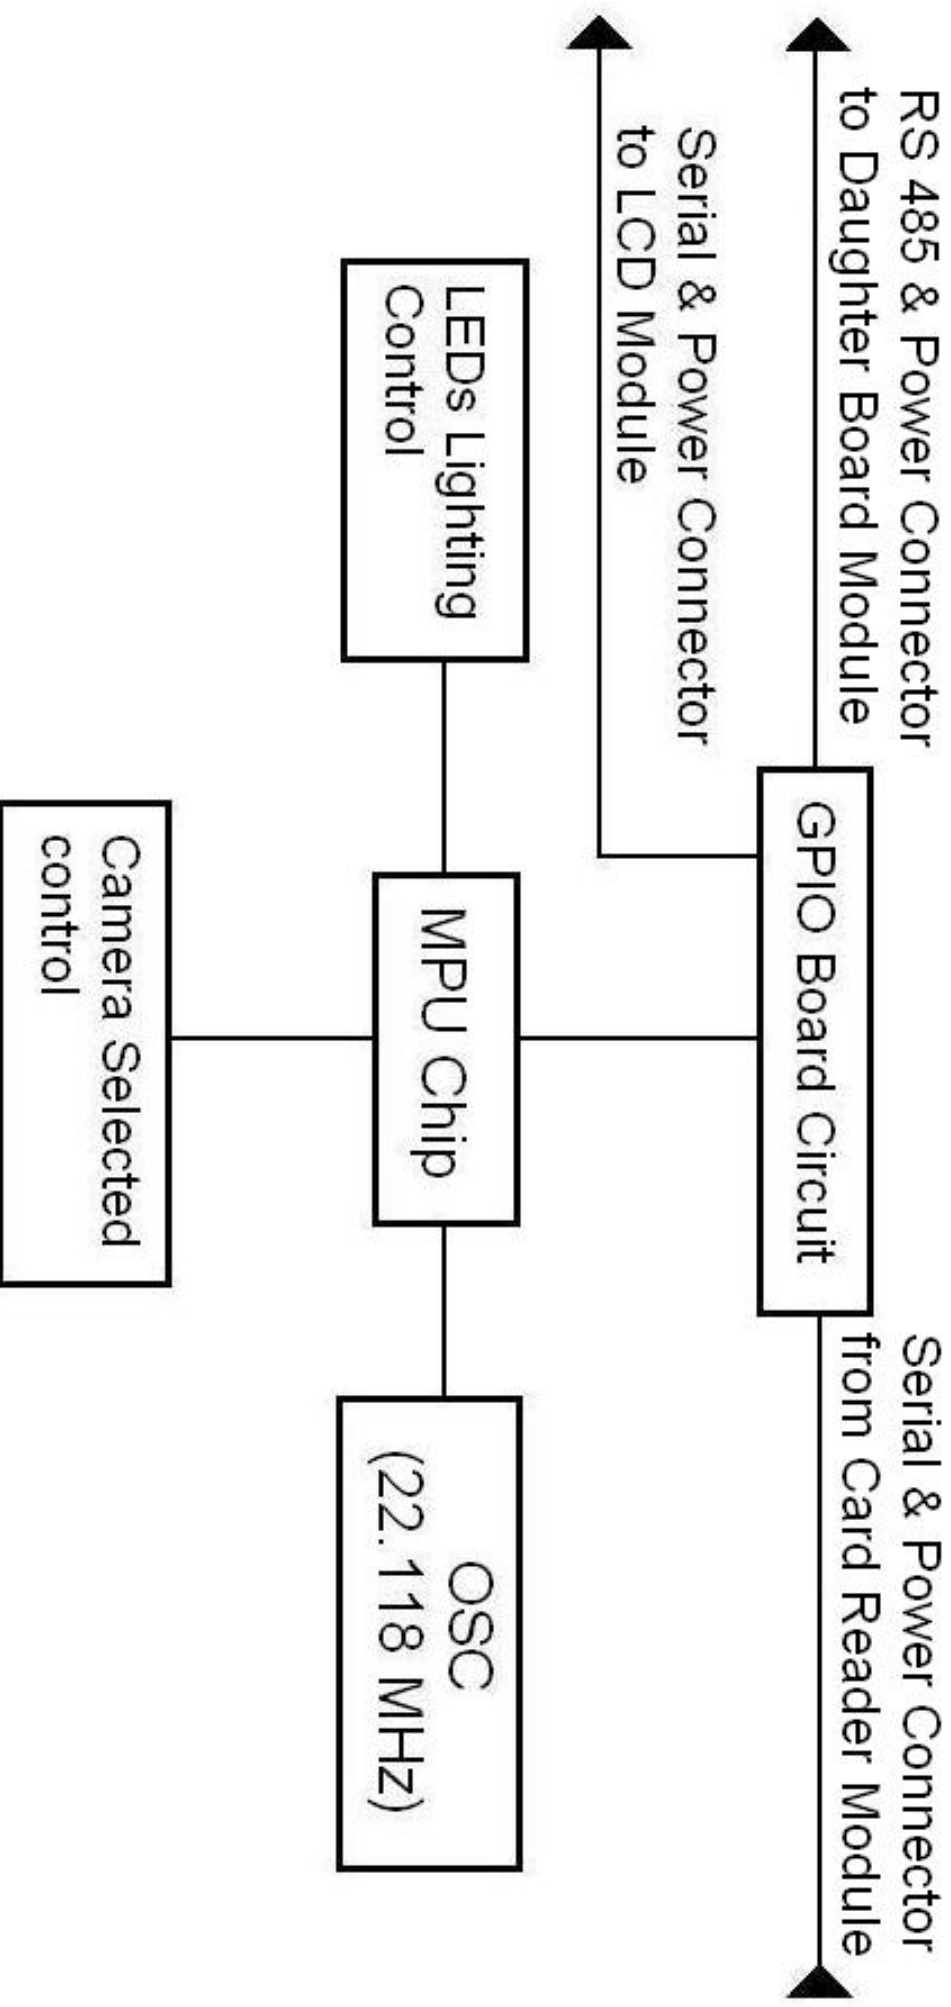 RS 485 & Power Connector
to Daughter Board Module
Serial & Power Connector
from Card Reader Module
GPIO Board Circuit
Serial & Power Connector
to LCD Module
LEDs Lighting
Control
MPU Chip
OSC
(22.118 MHz)
Camera Selected
control